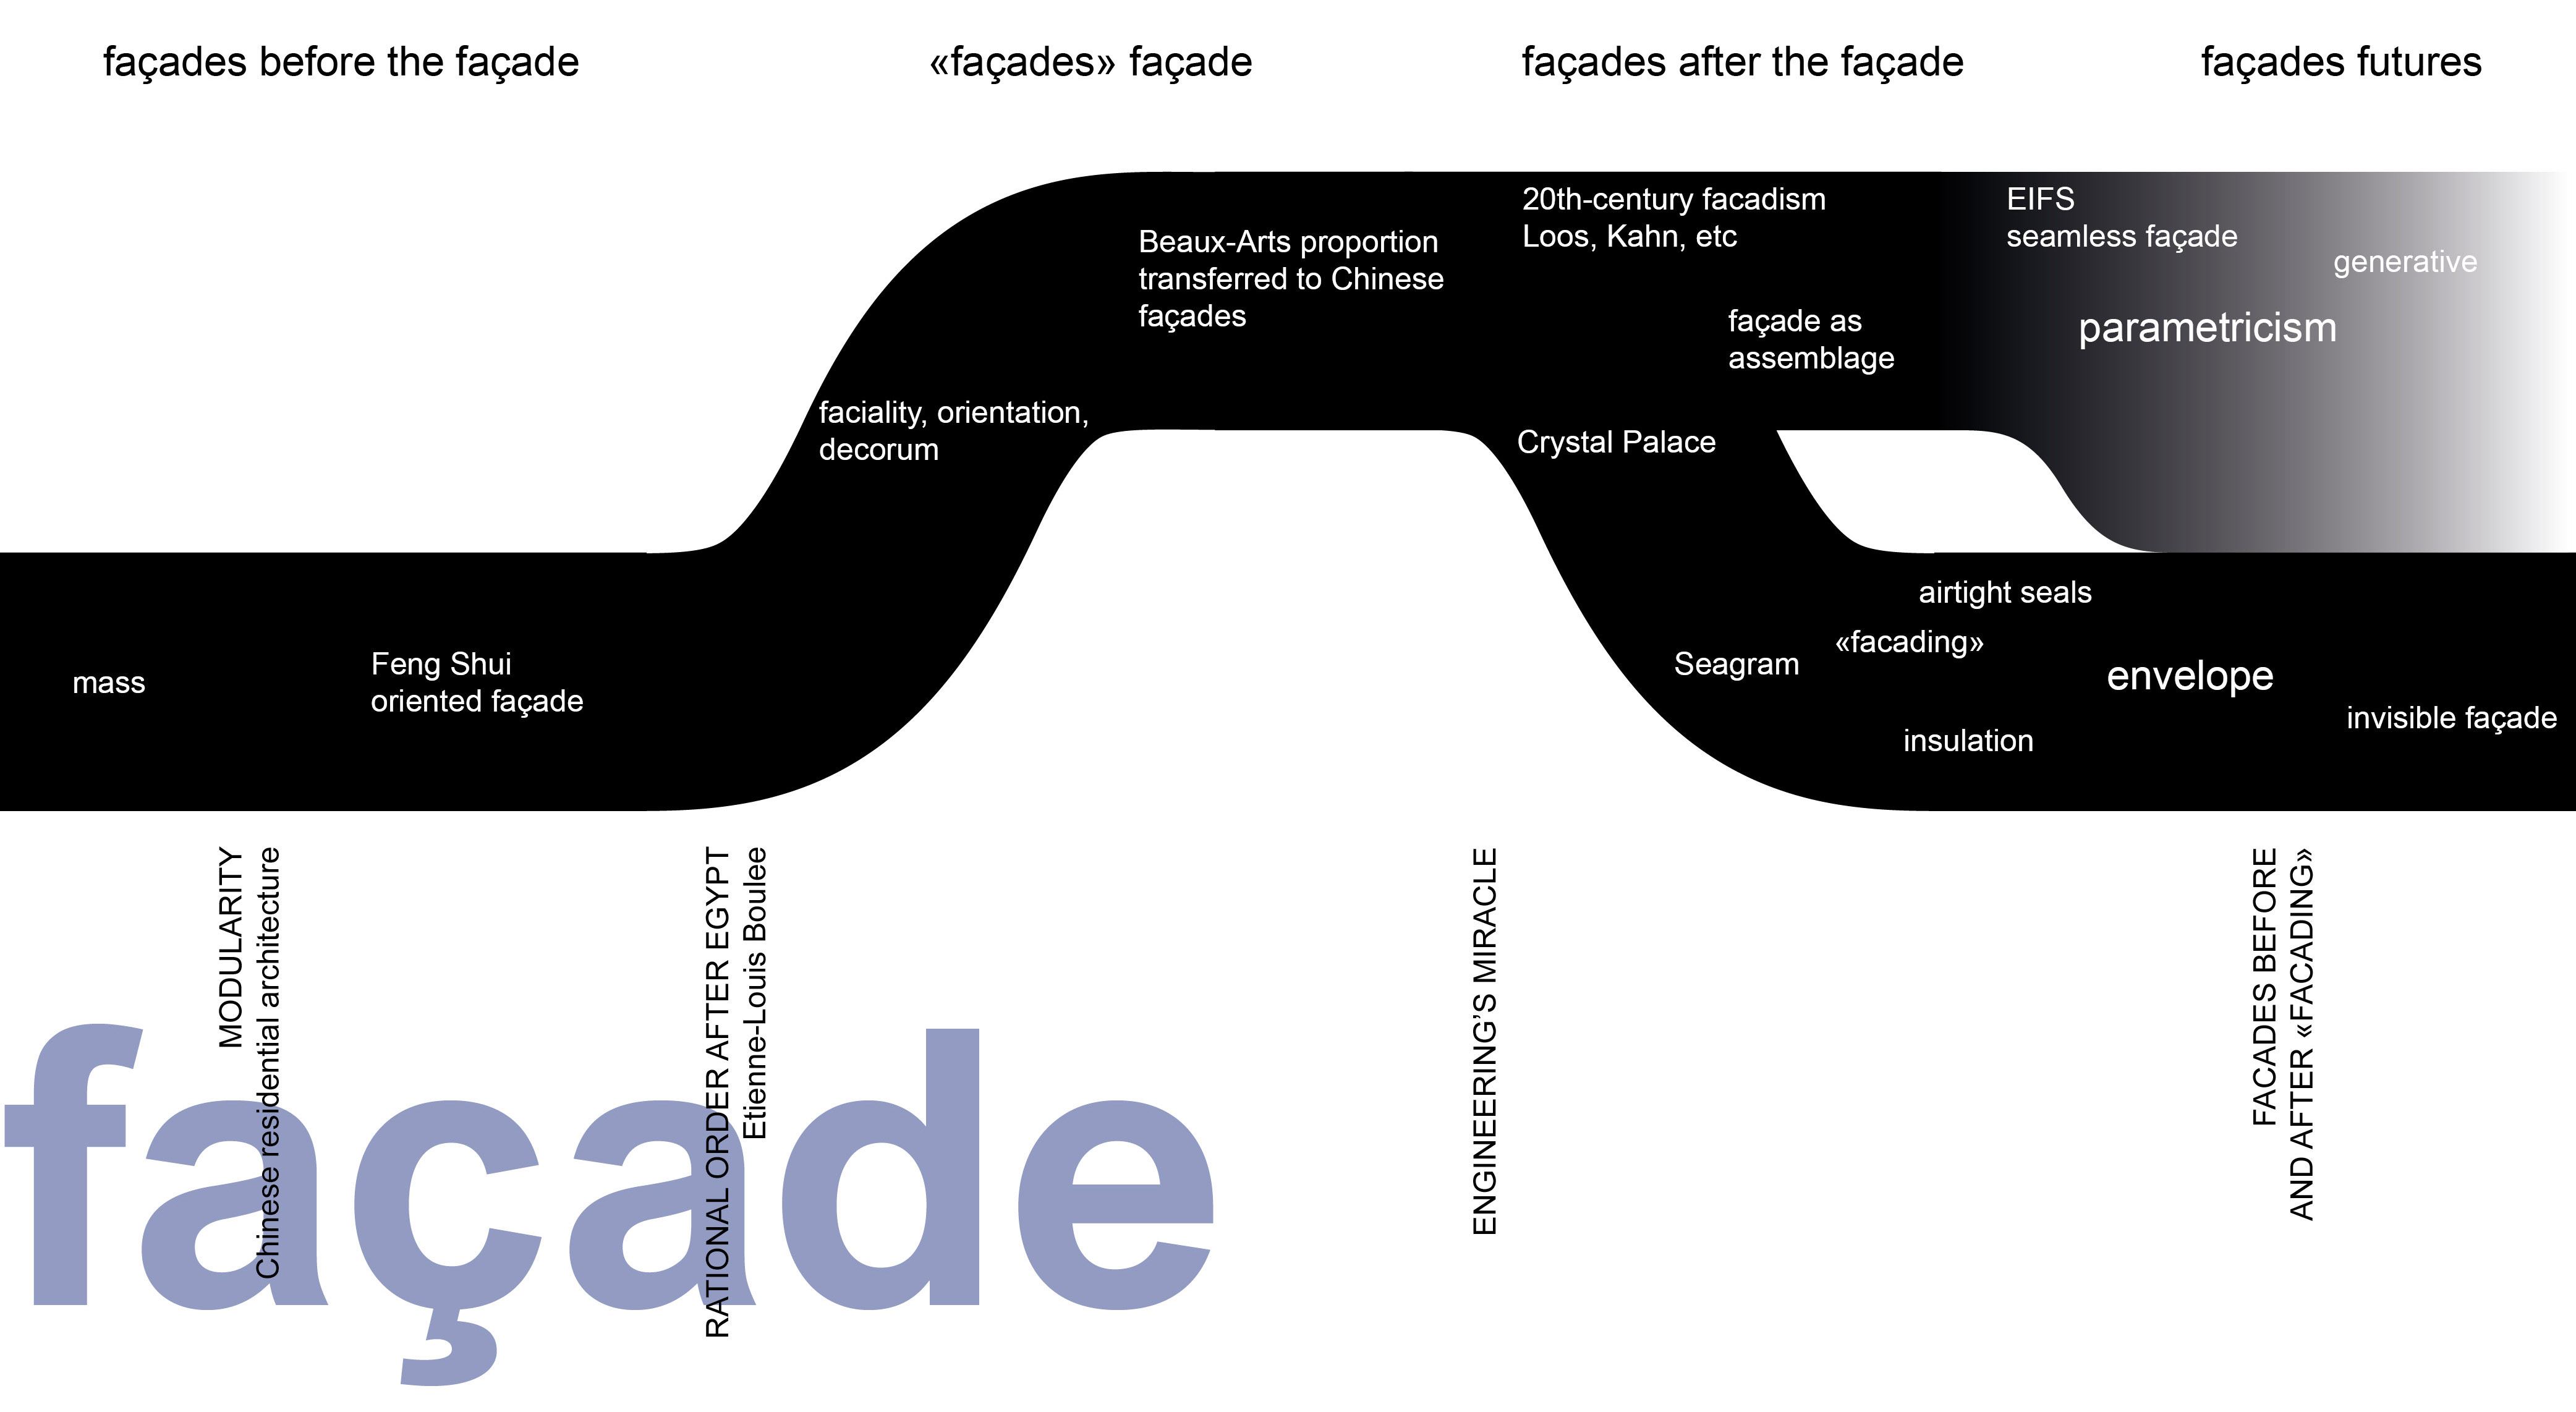 façades before the façade
«façades» façade
façades after the façade
façades futures
mass
Feng Shui
oriented façade
faciality, orientation,
decorum
Beaux-Arts proportion
transferred to Chinese
façades
20th-century facadism
Loos, Kahn, etc
façade as
assemblage
Crystal Palace
EIFS
seamless façade
generative
parametricism
airtight seals
«facading»
Seagram
envelope
invisible façade
insulation
MODULARITY
Chinese residential architecture
RATIONAL ORDER AFTER EGYPT
Etienne-Louis Boulee
ENGINEERING’S MIRACLE
FACADES BEFORE
AND AFTER «FACADING»
façade